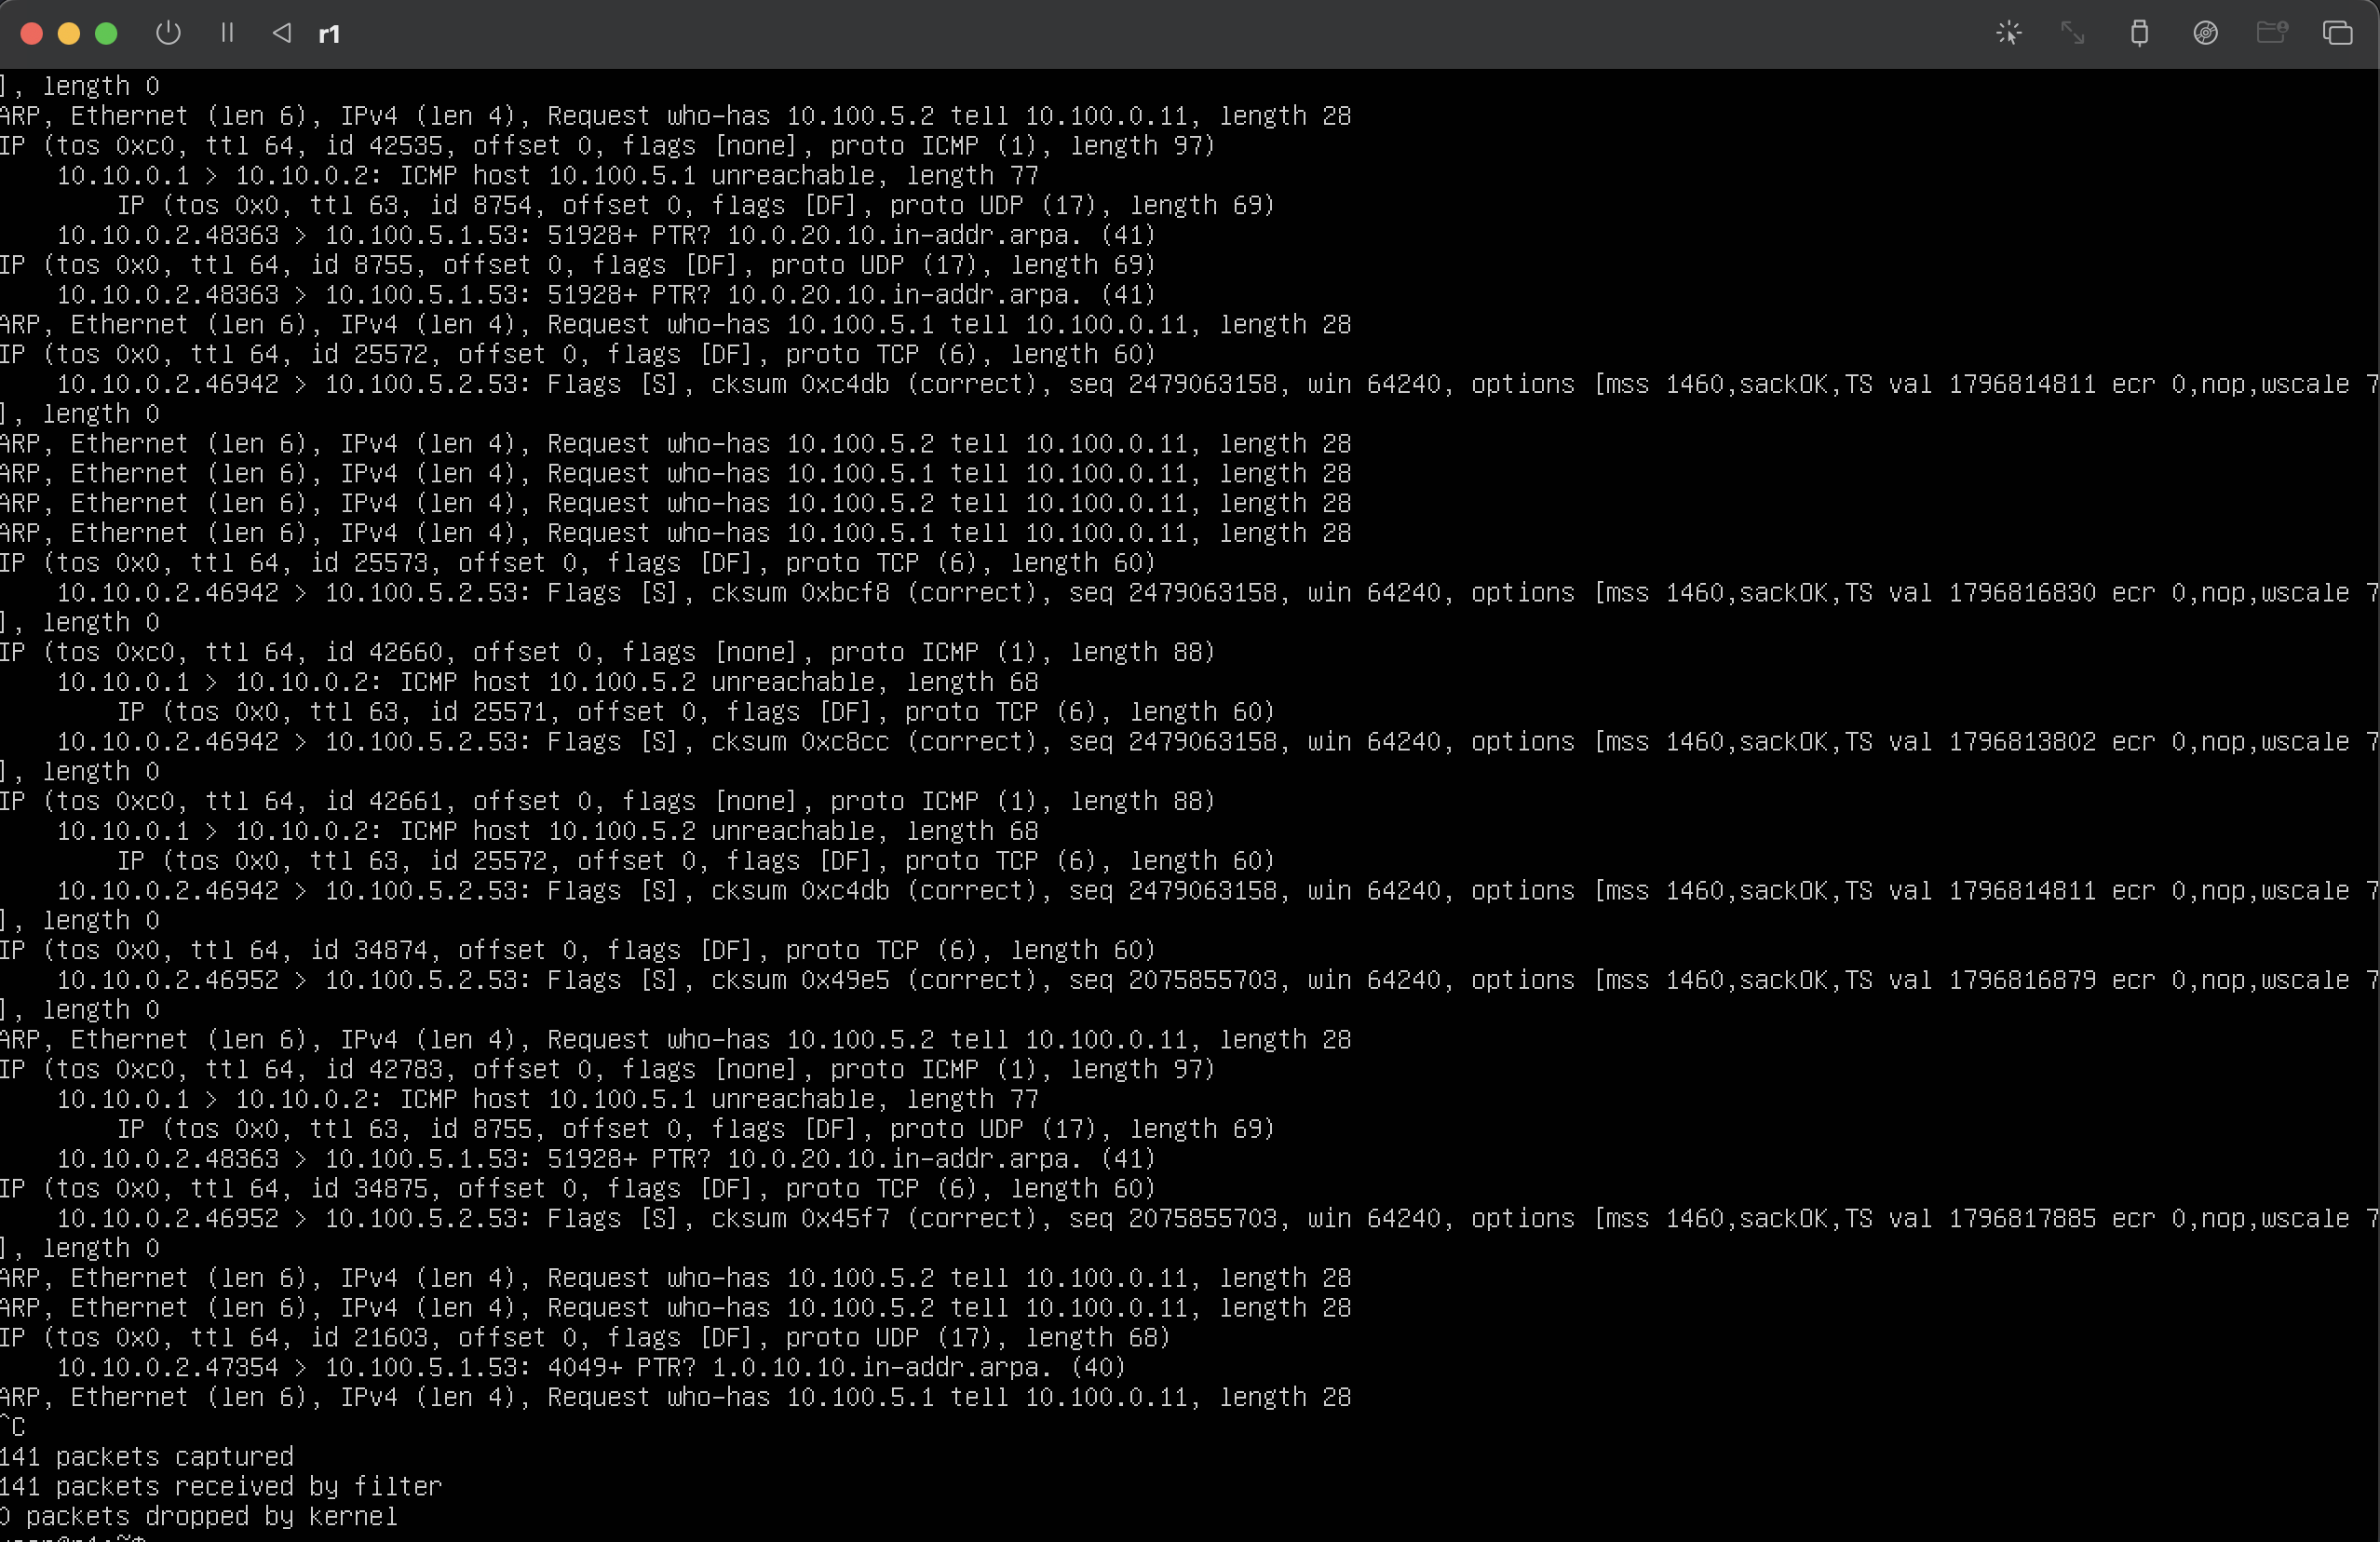 r1
], length 0
ARP, Ethernet (len 6), IPv4 (len 4), Request who-has 10.100.5.2 tell 10.100.0.11, length 28
IP (tos 0xc0, ttl 64, id 42535, offset 0, flags [none], proto ICMP (1), length 97)
    10.10.0.1 > 10.10.0.2: ICMP host 10.100.5.1 unreachable, length 77
        IP (tos 0x0, ttl 63, id 8754, offset 0, flags [DF], proto UDP (17), length 69)
    10.10.0.2.48363 > 10.100.5.1.53: 51928+ PTR? 10.0.20.10.in-addr.arpa. (41)
IP (tos 0x0, ttl 64, id 8755, offset 0, flags [DF], proto UDP (17), length 69)
    10.10.0.2.48363 > 10.100.5.1.53: 51928+ PTR? 10.0.20.10.in-addr.arpa. (41)
ARP, Ethernet (len 6), IPv4 (len 4), Request who-has 10.100.5.1 tell 10.100.0.11, length 28
IP (tos 0x0, ttl 64, id 25572, offset 0, flags [DF], proto TCP (6), length 60)
    10.10.0.2.46942 > 10.100.5.2.53: Flags [S], cksum 0xc4db (correct), seq 2479063158, win 64240, options [mss 1460,sackOK,TS val 1796814811 ecr 0,nop,wscale 7
], length 0
ARP, Ethernet (len 6), IPv4 (len 4), Request who-has 10.100.5.2 tell 10.100.0.11, length 28
ARP, Ethernet (len 6), IPv4 (len 4), Request who-has 10.100.5.1 tell 10.100.0.11, length 28
ARP, Ethernet (len 6), IPv4 (len 4), Request who-has 10.100.5.2 tell 10.100.0.11, length 28
ARP, Ethernet (len 6), IPv4 (len 4), Request who-has 10.100.5.1 tell 10.100.0.11, length 28
IP (tos 0x0, ttl 64, id 25573, offset 0, flags [DF], proto TCP (6), length 60)
    10.10.0.2.46942 > 10.100.5.2.53: Flags [S], cksum 0xbcf8 (correct), seq 2479063158, win 64240, options [mss 1460,sackOK,TS val 1796816830 ecr 0,nop,wscale 7
], length 0
IP (tos 0xc0, ttl 64, id 42660, offset 0, flags [none], proto ICMP (1), length 88)
    10.10.0.1 > 10.10.0.2: ICMP host 10.100.5.2 unreachable, length 68
        IP (tos 0x0, ttl 63, id 25571, offset 0, flags [DF], proto TCP (6), length 60)
    10.10.0.2.46942 > 10.100.5.2.53: Flags [S], cksum 0xc8cc (correct), seq 2479063158, win 64240, options [mss 1460,sackOK,TS val 1796813802 ecr 0,nop,wscale 7
], length 0
IP (tos 0xc0, ttl 64, id 42661, offset 0, flags [none], proto ICMP (1), length 88)
    10.10.0.1 > 10.10.0.2: ICMP host 10.100.5.2 unreachable, length 68
        IP (tos 0x0, ttl 63, id 25572, offset 0, flags [DF], proto TCP (6), length 60)
    10.10.0.2.46942 > 10.100.5.2.53: Flags [S], cksum 0xc4db (correct), seq 2479063158, win 64240, options [mss 1460,sackOK,TS val 1796814811 ecr 0,nop,wscale 7
], length 0
IP (tos 0x0, ttl 64, id 34874, offset 0, flags [DF], proto TCP (6), length 60)
    10.10.0.2.46952 > 10.100.5.2.53: Flags [S], cksum 0x49e5 (correct), seq 2075855703, win 64240, options [mss 1460,sackOK,TS val 1796816879 ecr 0,nop,wscale 7
], length 0
ARP, Ethernet (len 6), IPv4 (len 4), Request who-has 10.100.5.2 tell 10.100.0.11, length 28
IP (tos 0xc0, ttl 64, id 42783, offset 0, flags [none], proto ICMP (1), length 97)
    10.10.0.1 > 10.10.0.2: ICMP host 10.100.5.1 unreachable, length 77
        IP (tos 0x0, ttl 63, id 8755, offset 0, flags [DF], proto UDP (17), length 69)
    10.10.0.2.48363 > 10.100.5.1.53: 51928+ PTR? 10.0.20.10.in-addr.arpa. (41)
IP (tos 0x0, ttl 64, id 34875, offset 0, flags [DF], proto TCP (6), length 60)
    10.10.0.2.46952 > 10.100.5.2.53: Flags [S], cksum 0x45f7 (correct), seq 2075855703, win 64240, options [mss 1460,sackOK,TS val 1796817885 ecr 0,nop,wscale 7
], length 0
ARP, Ethernet (len 6), IPv4 (len 4), Request who-has 10.100.5.2 tell 10.100.0.11, length 28
ARP, Ethernet (len 6), IPv4 (len 4), Request who-has 10.100.5.2 tell 10.100.0.11, length 28
IP (tos 0x0, ttl 64, id 21603, offset 0, flags [DF], proto UDP (17), length 68)
    10.10.0.2.47354 > 10.100.5.1.53: 4049+ PTR? 1.0.10.10.in-addr.arpa. (40)
ARP, Ethernet (len 6), IPv4 (len 4), Request who-has 10.100.5.1 tell 10.100.0.11, length 28
^C
141 packets captured
141 packets received by filter
0 packets dropped by kernel